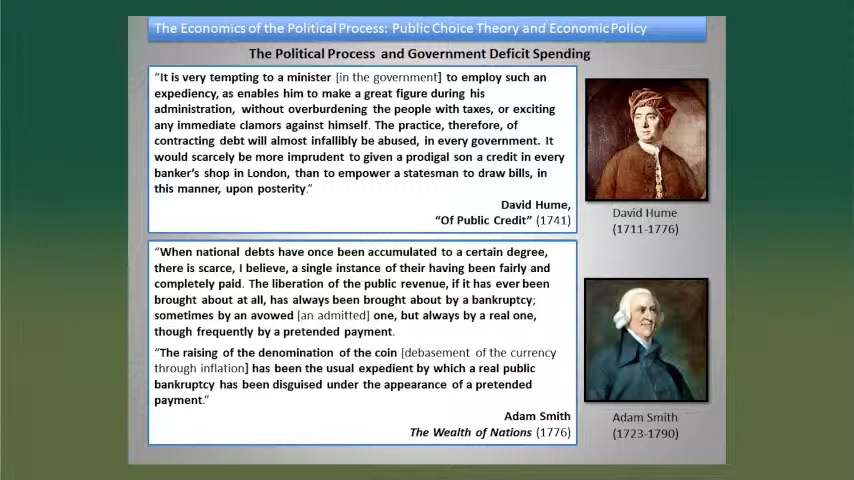 The Economics of the Political Process: Public Choice Theory and Economic Policy
The Political Process and Government Deficit Spending
“It is very tempting to a minister [in the government] to employ such an
expediency, as enables him to make a great figure during his
administration, without overburdening the people with taxes, or exciting
any immediate clamors against himself. The practice, therefore, of
contracting debt will almost infallibly be abused, in every government. It
would scarcely be more imprudent to given a prodigal son a credit in every
banker’s shop in London, than to empower a statesman to draw bills, in
this manner, upon posterity.”
David Hume,
“Of Public Credit” (1741)
David Hume
(1711-1776)
“When national debts have once been accumulated to a certain degree,
there is scarce, I believe, a single instance of their having been fairly and
completely paid. The liberation of the public revenue, if it has ever been
brought about at all, has always been brought about by a bankruptcy;
sometimes by an avowed [an admitted] one, but always by a real one,
though frequently by a pretended payment.
“The raising of the denomination of the coin [debasement of the currency
through inflation] has been the usual expedient by which a real public
bankruptcy has been disguised under the appearance of a pretended
payment.”
Adam Smith
The Wealth of Nations (1776)
Adam Smith
(1723-1790)